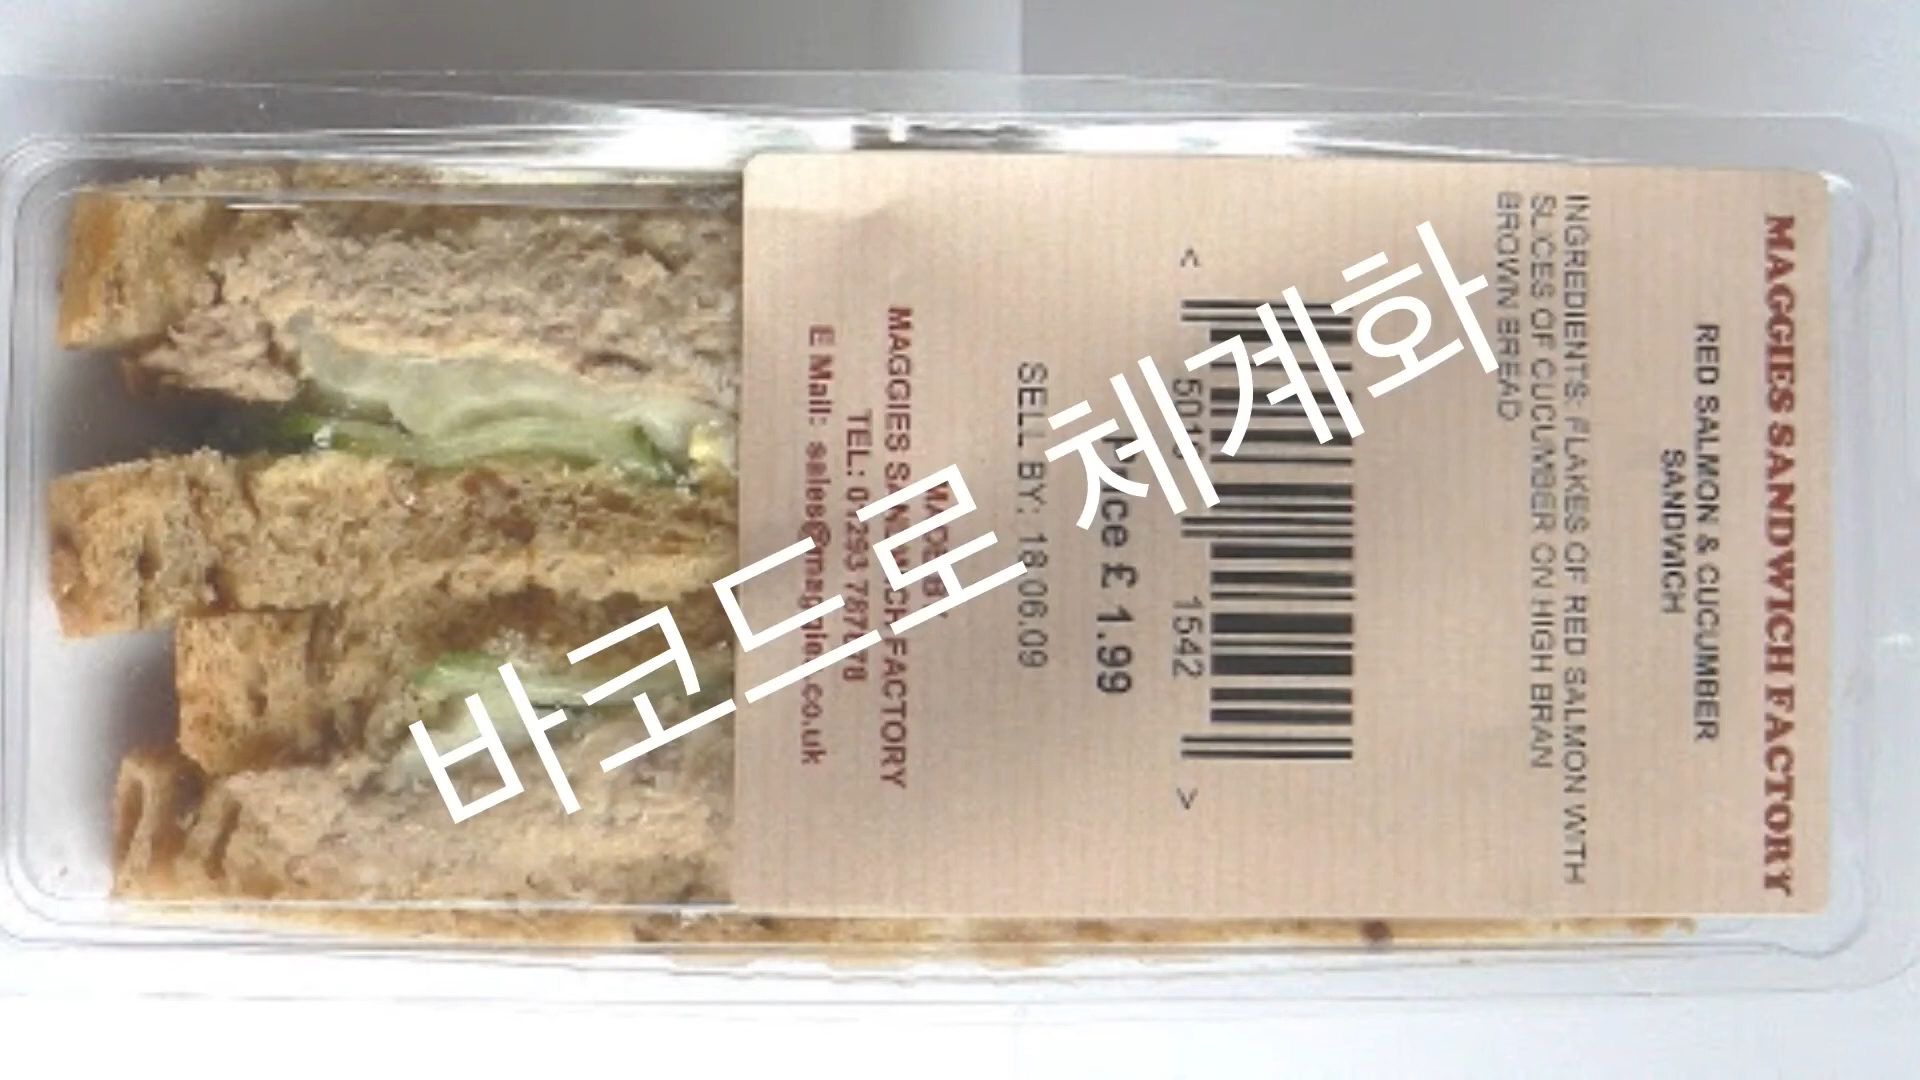 MAGGIES SANDWICH FACTORY
RED SALMON & CUCUMBER
SANDWICH
INGREDIENTS: FLAKES OF RED SALMON WITH
SLICES OF CUCUMBER ON HIGH BRAN
BROWN BREAD
< >
1542
£ 1.99
SELL BY: 18.06.09
MAGGIES SANDWICH FACTORY
TEL.: 01293
E Mail: sales@maggies.co.uk
바코드로 체계화